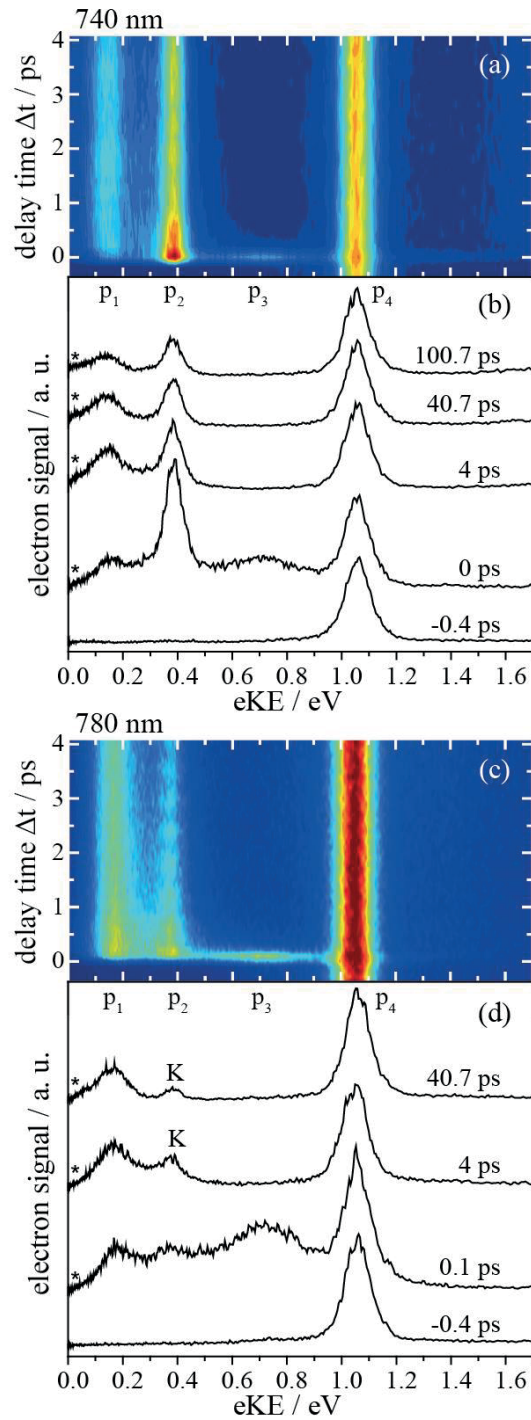 740 nm
4
3
2
1
0
delay time Δt / ps
(a)
p1 p2 p3 p4
(b)
* 100.7 ps
* 40.7 ps
* 4 ps
* 0 ps
-0.4 ps
electron signal / a. u.
0.0 0.2 0.4 0.6 0.8 1.0 1.2 1.4 1.6
eKE / eV
780 nm
4
3
2
1
0
delay time Δt / ps
(c)
p1 p2 p3 p4
(d)
* K 40.7 ps
* K 4 ps
* 0.1 ps
-0.4 ps
electron signal / a. u.
0.0 0.2 0.4 0.6 0.8 1.0 1.2 1.4 1.6
eKE / eV